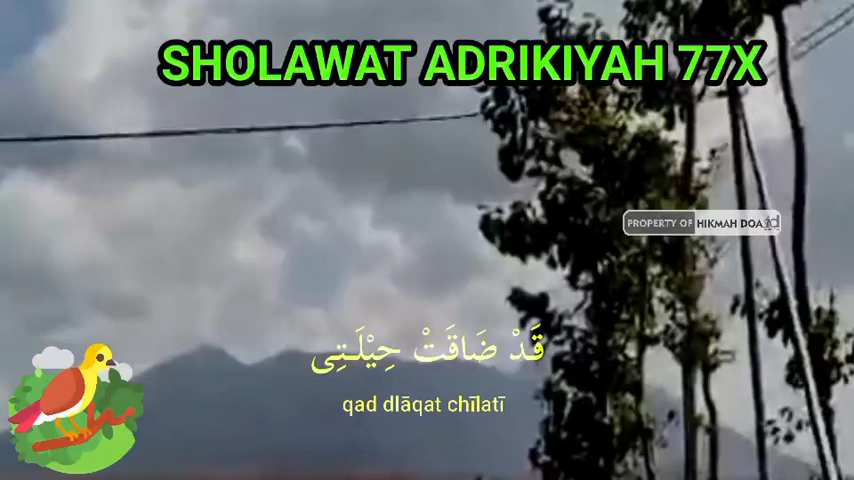 SHOLAWAT ADRIKIYAH 77X
PROPERTY OF HIKMAH DOA
قَدْ ضَاقَتْ حِيْلَتِى
qad dlāqat chīlatī